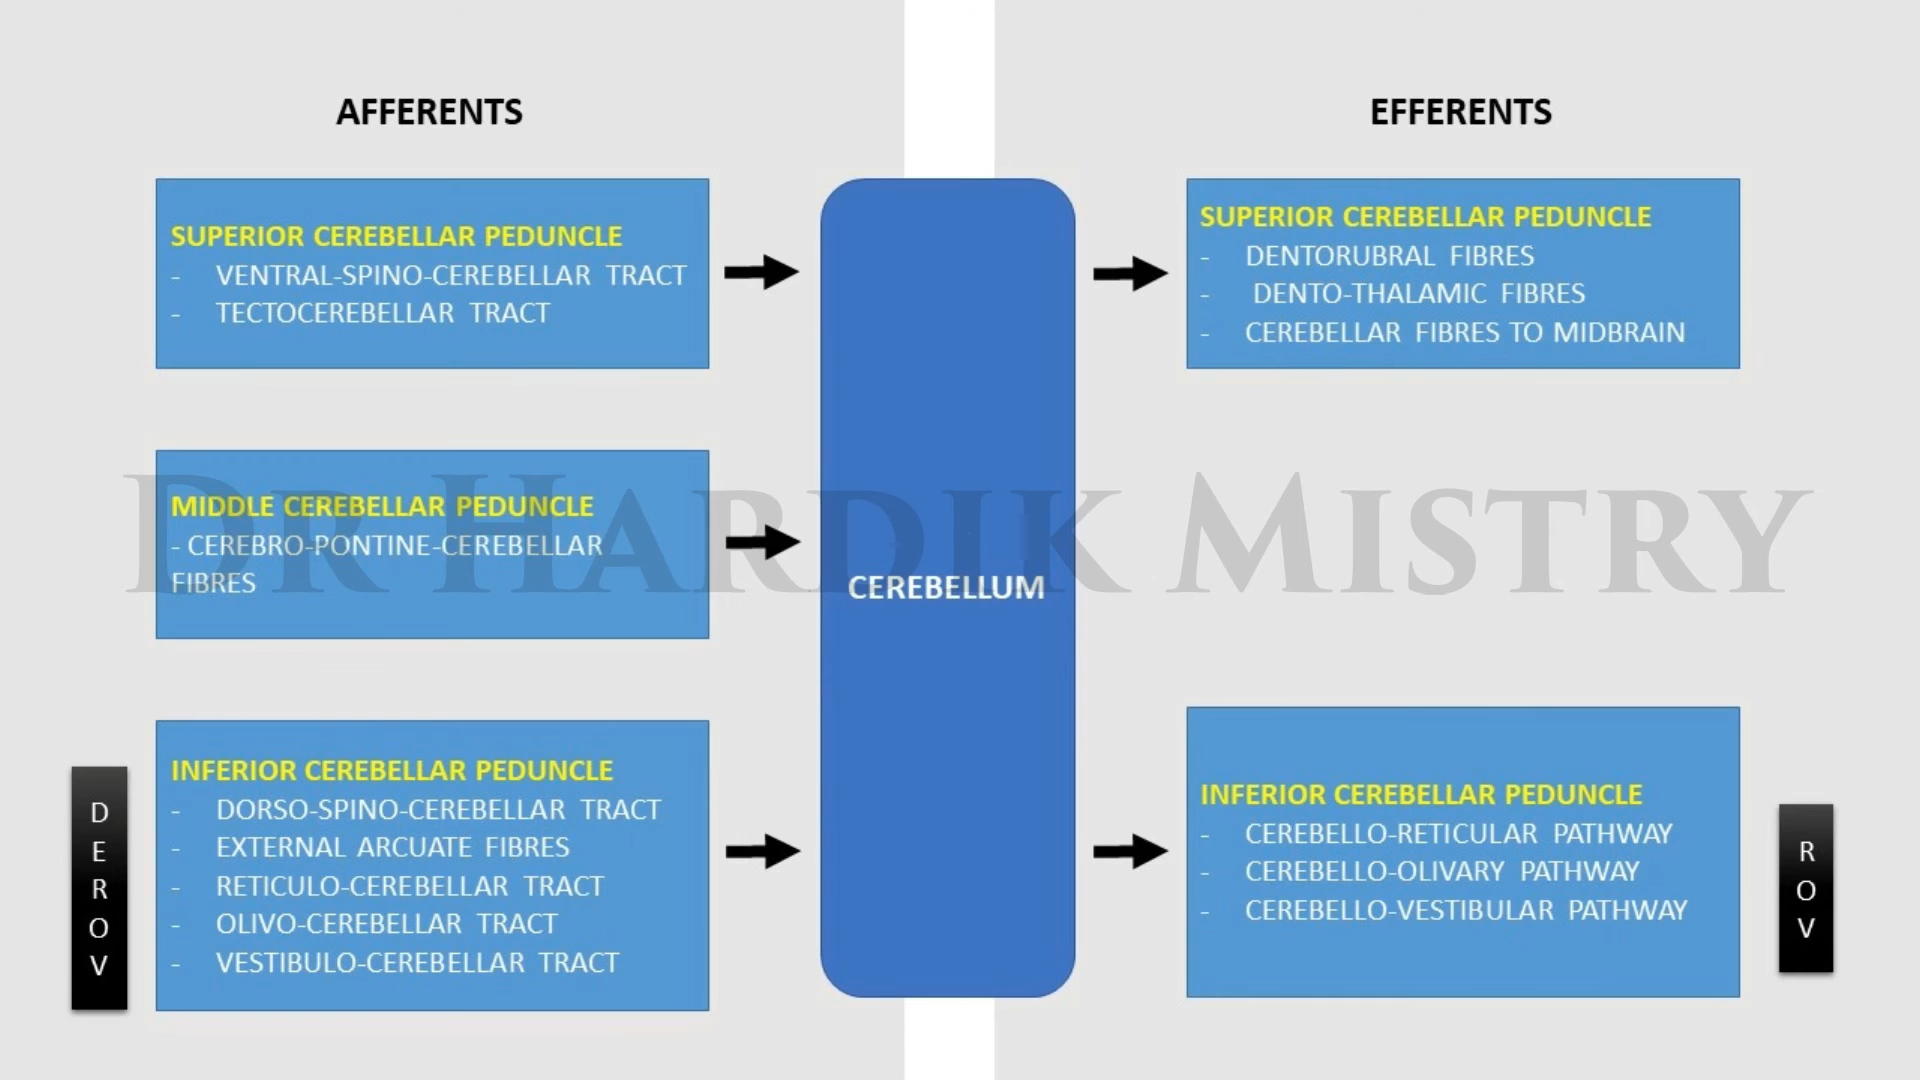 AFFERENTS
SUPERIOR CEREBELLAR PEDUNCLE
- VENTRAL-SPINO-CEREBELLAR TRACT
- TECTOCEREBELLAR TRACT
MIDDLE CEREBELLAR PEDUNCLE
- CEREBRO-PONTINE-CEREBELLAR
FIBRES
D
E
R
O
V
INFERIOR CEREBELLAR PEDUNCLE
- DORSO-SPINO-CEREBELLAR TRACT
- EXTERNAL ARCUATE FIBRES
- RETICULO-CEREBELLAR TRACT
- OLIVO-CEREBELLAR TRACT
- VESTIBULO-CEREBELLAR TRACT
CEREBELLUM
EFFERENTS
SUPERIOR CEREBELLAR PEDUNCLE
- DENTORUBRAL FIBRES
- DENTO-THALAMIC FIBRES
- CEREBELLAR FIBRES TO MIDBRAIN
INFERIOR CEREBELLAR PEDUNCLE
- CEREBELLO-RETICULAR PATHWAY
- CEREBELLO-OLIVARY PATHWAY
- CEREBELLO-VESTIBULAR PATHWAY
R
O
V
DR HARDIK MISTRY